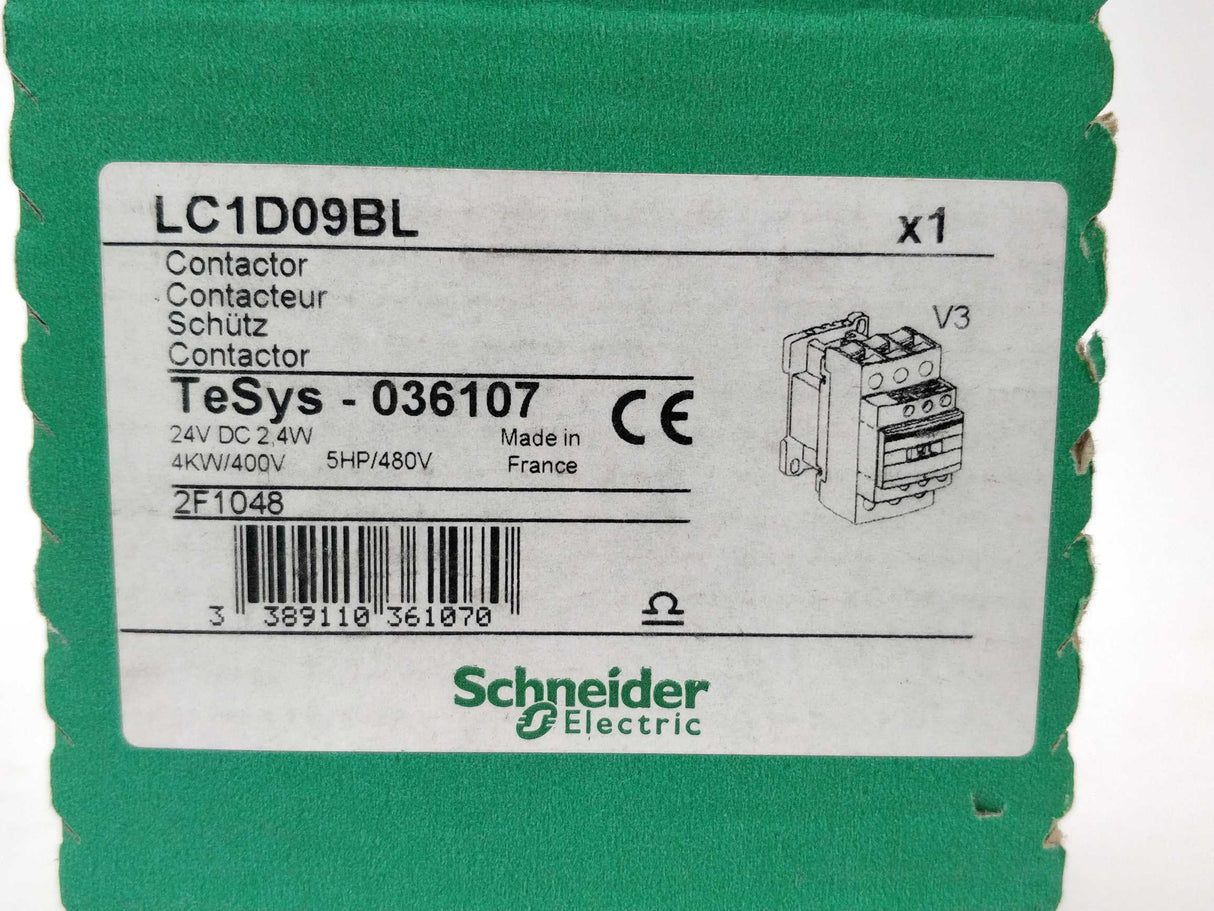 LC1D09BL x1
Contactor
Contacteur
Schütz
Contactor
V3
TeSys - 036107
24V DC 2,4W Made in
4KW/400V 5HP/480V France
CE
2F1048
3 389110 361070
Schneider
Electric